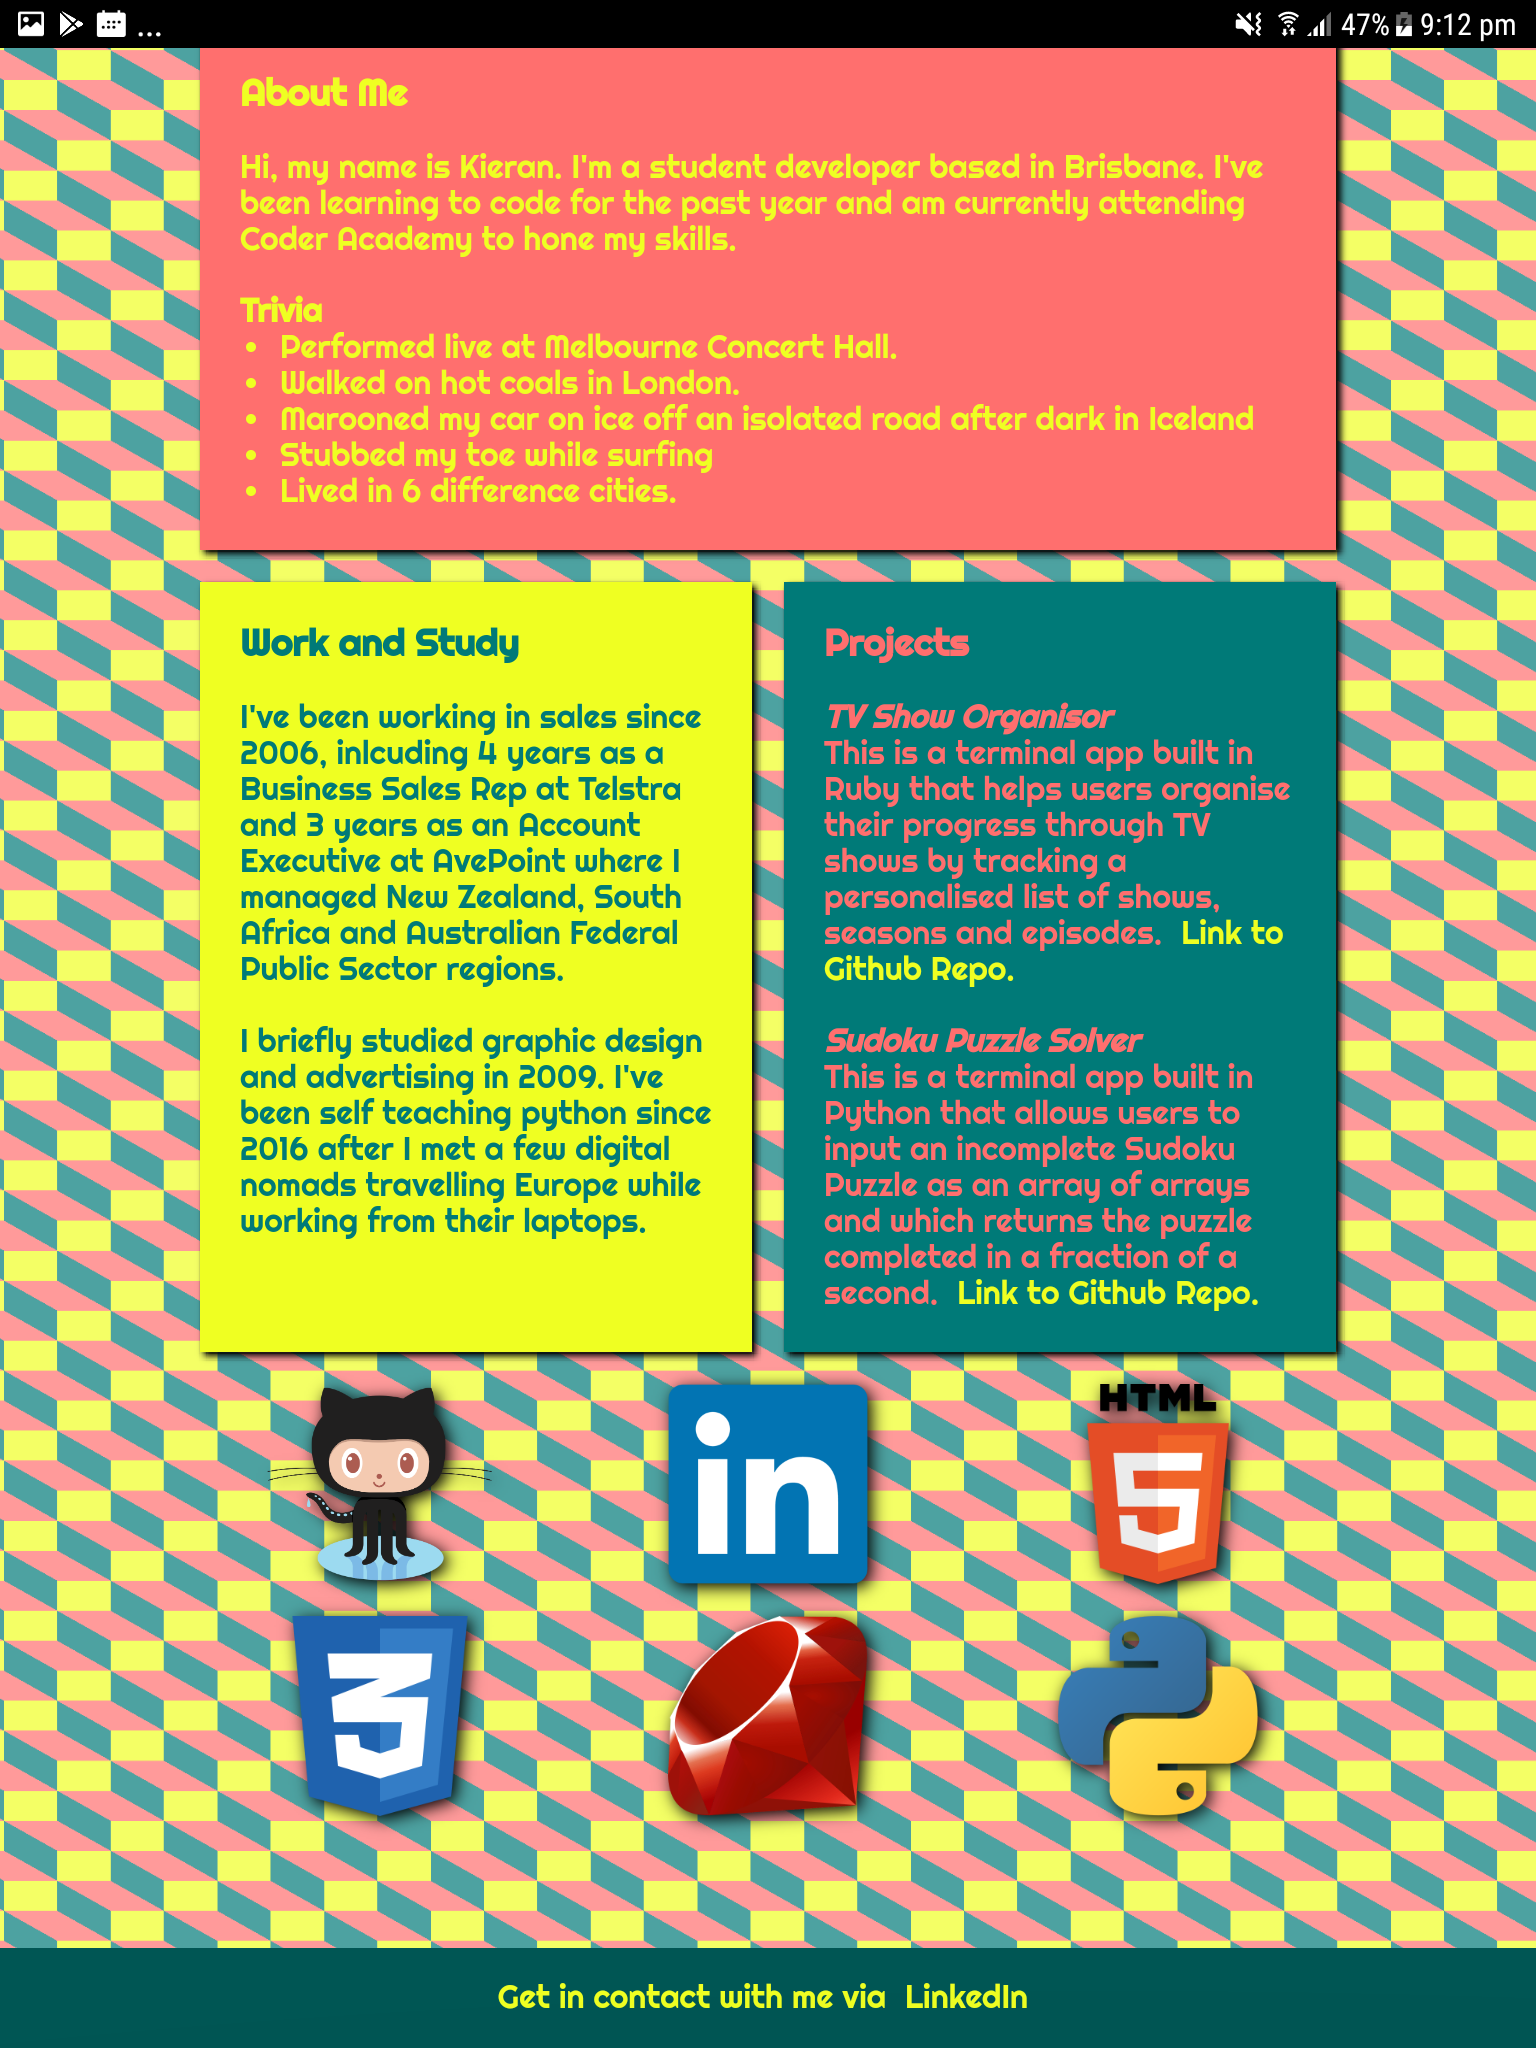 ... 47% 9:12 pm
About Me
Hi, my name is Kieran. I'm a student developer based in Brisbane. I've
been learning to code for the past year and am currently attending
Coder Academy to hone my skills.
Trivia
• Performed live at Melbourne Concert Hall.
• Walked on hot coals in London.
• Marooned my car on ice off an isolated road after dark in Iceland
• Stubbed my toe while surfing
• Lived in 6 difference cities.
Work and Study
I've been working in sales since
2006, inlcuding 4 years as a
Business Sales Rep at Telstra
and 3 years as an Account
Executive at AvePoint where I
managed New Zealand, South
Africa and Australian Federal
Public Sector regions.
I briefly studied graphic design
and advertising in 2009. I've
been self teaching python since
2016 after I met a few digital
nomads travelling Europe while
working from their laptops.
Projects
TV Show Organisor
This is a terminal app built in
Ruby that helps users organise
their progress through TV
shows by tracking a
personalised list of shows,
seasons and episodes. Link to
Github Repo.
Sudoku Puzzle Solver
This is a terminal app built in
Python that allows users to
input an incomplete Sudoku
Puzzle as an array of arrays
and which returns the puzzle
completed in a fraction of a
second. Link to Github Repo.
in
HTML
5
3
Get in contact with me via LinkedIn